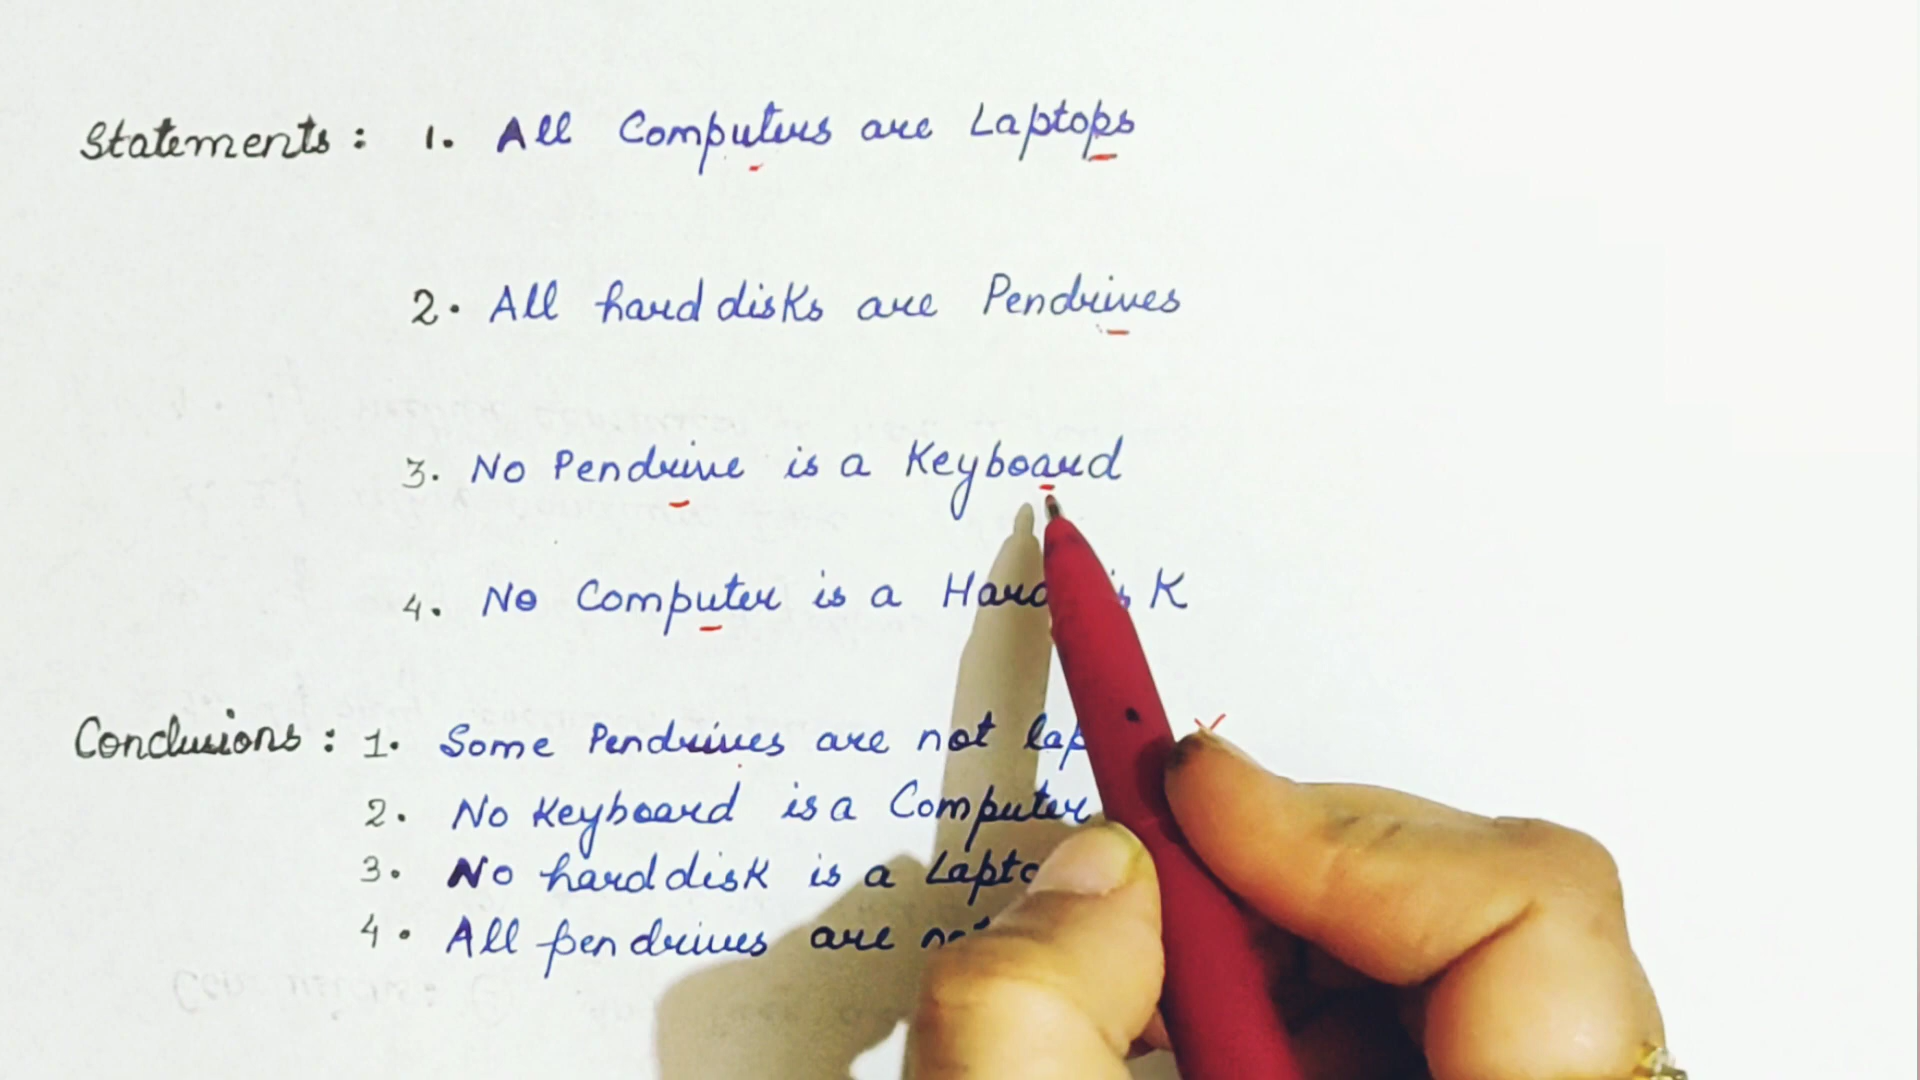 Statements : 1. All Computers are Laptops
2. All hard disks are Pendrives
3. No Pendrive is a Keyboard
4. No Computer is a
Conclusions : 1. Some Pendrives are not
2. No Keyboard is a Computer
3. No hard disk is a
4. All pen drives are